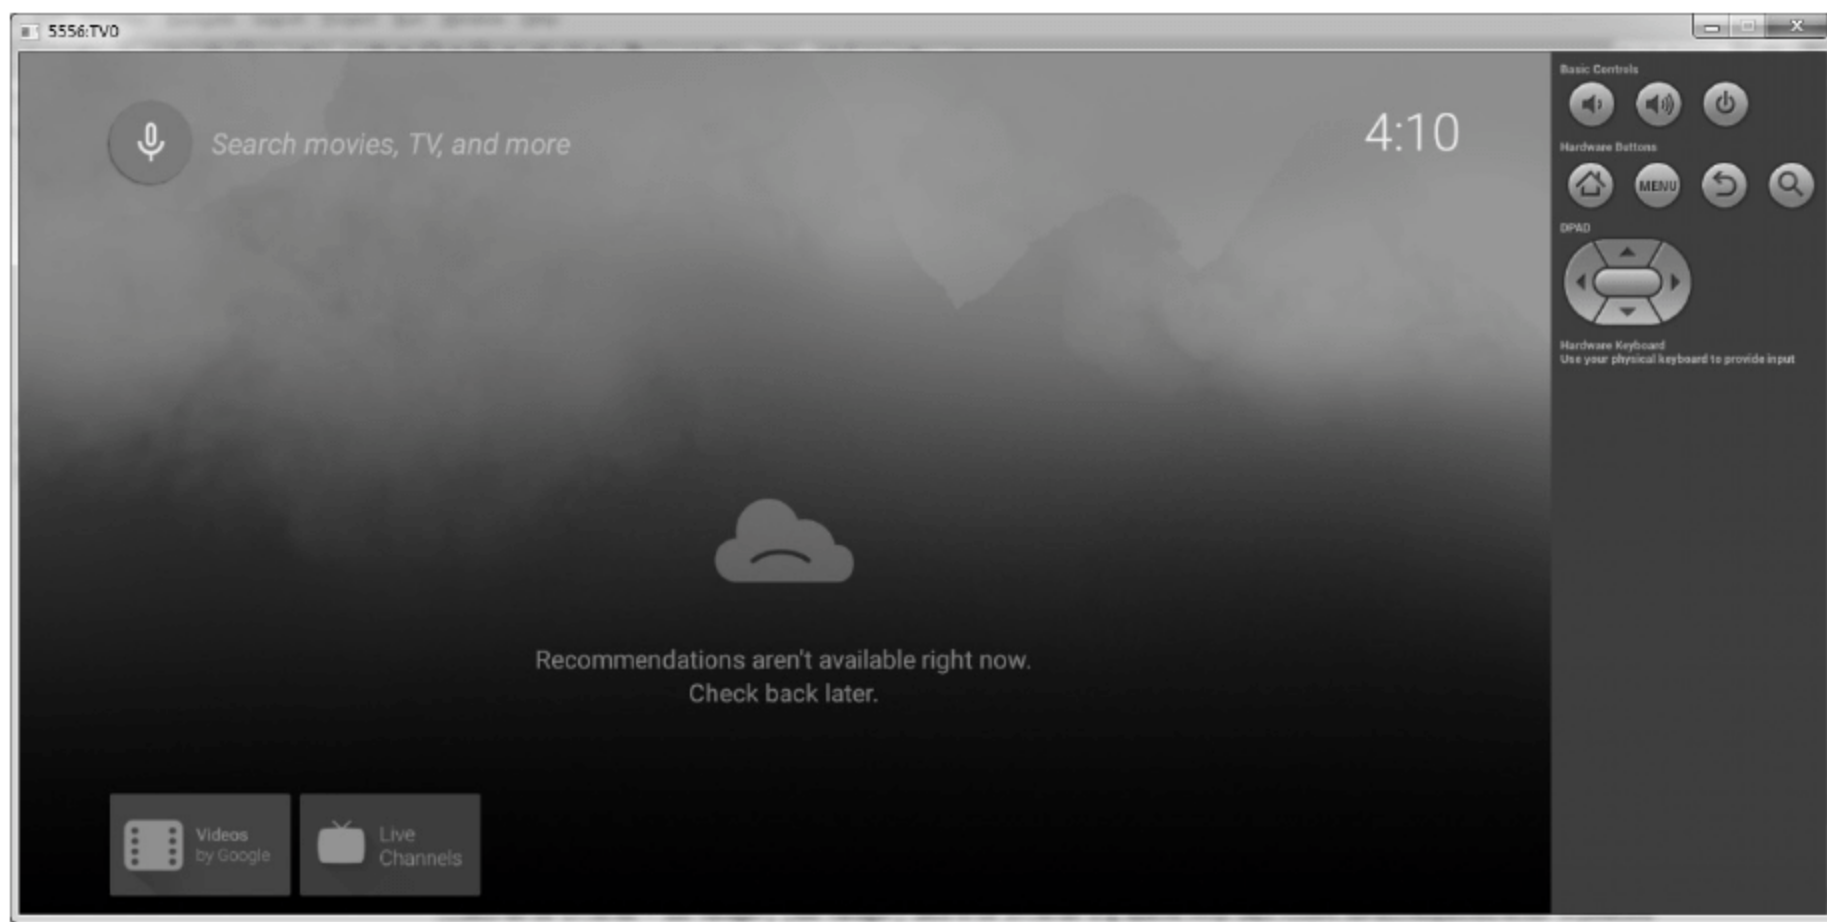 5556:TV0
Search movies, TV, and more
4:10
Recommendations aren't available right now.
Check back later.
Videos
by Google
Live
Channels
Basic Controls
Hardware Buttons
MENU
DPAD
Hardware Keyboard
Use your physical keyboard to provide input